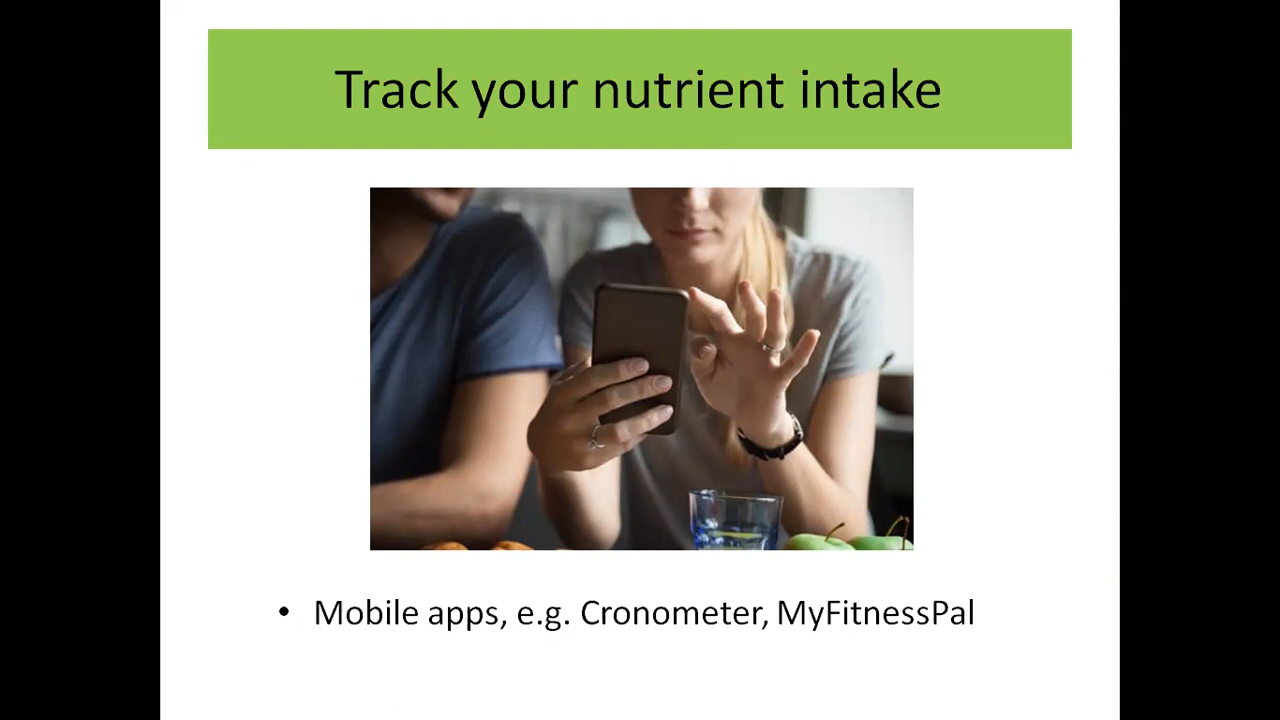 Track your nutrient intake
• Mobile apps, e.g. Cronometer, MyFitnessPal